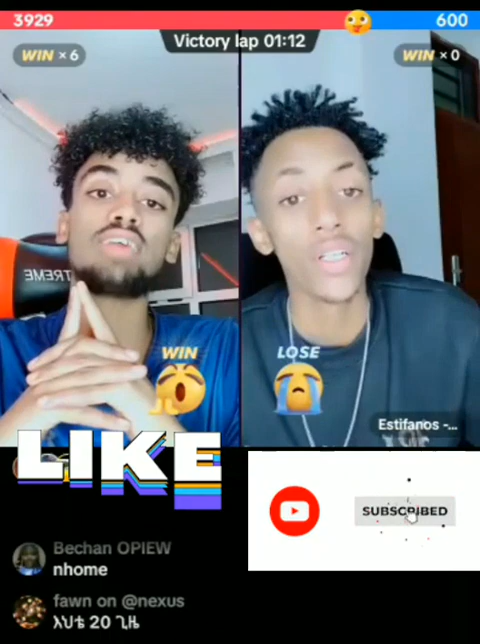 3929
600
Victory lap 01:12
WIN × 6
WIN × 0
EXTREME
WIN
LOSE
Estifanos -...
LIKE
SUBSCRIBED
Bechan OPIEW
nhome
fawn on @nexus
እህቴ 20 ጊዜ